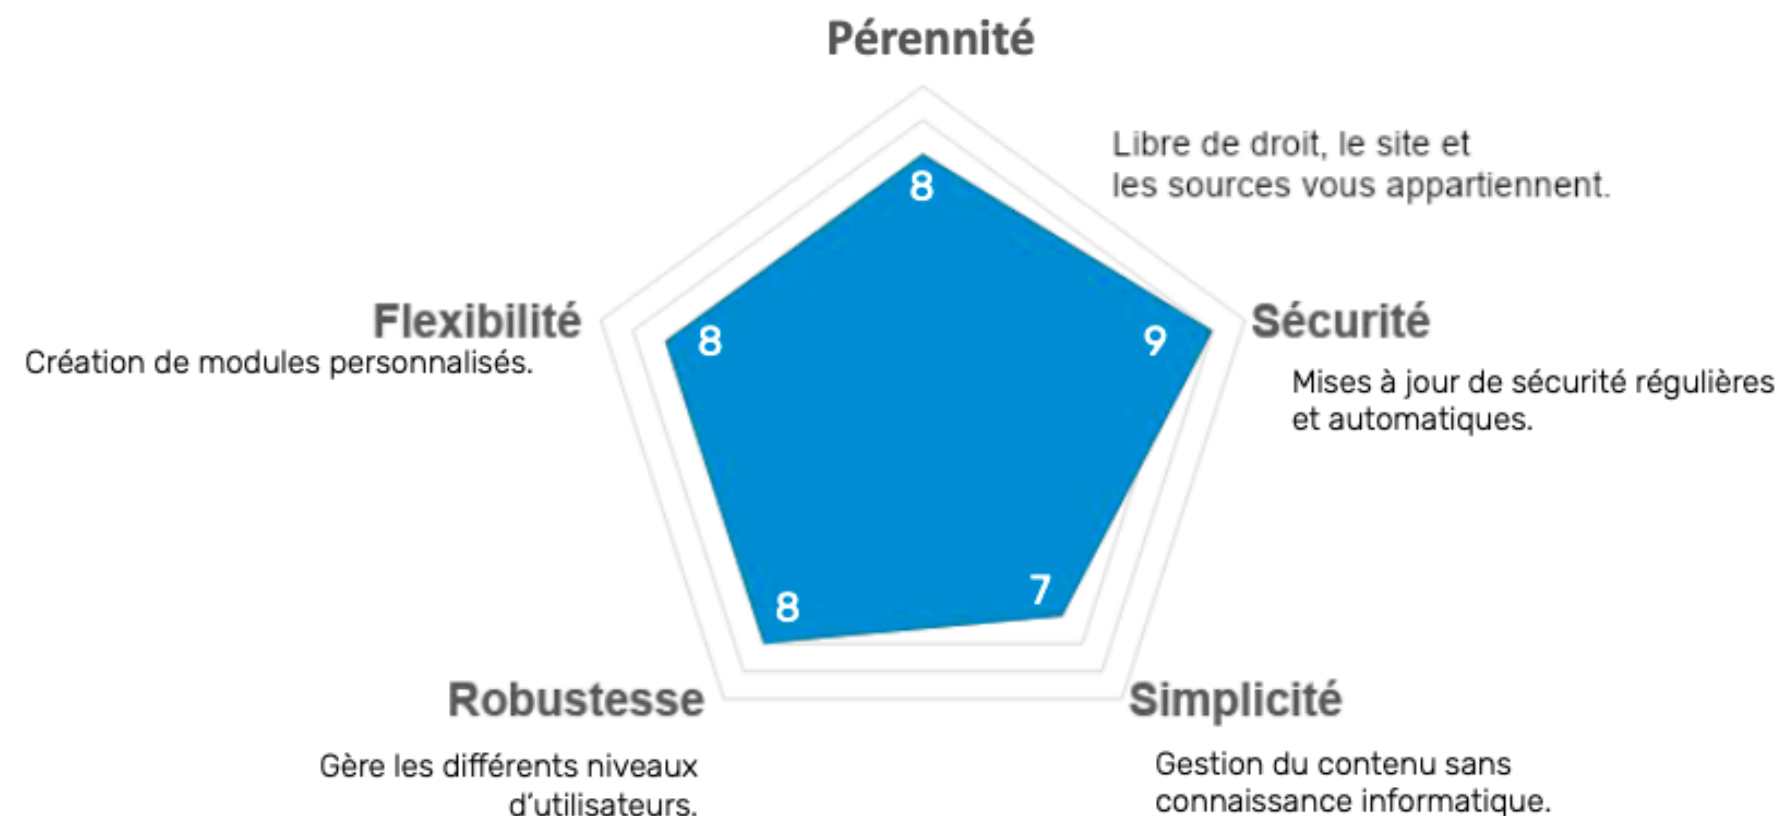 Pérennité
Libre de droit, le site et
les sources vous appartiennent.
8
Flexibilité
Création de modules personnalisés.
8
9
Sécurité
Mises à jour de sécurité régulières
et automatiques.
8
7
Robustesse
Gère les différents niveaux
d'utilisateurs.
Simplicité
Gestion du contenu sans
connaissance informatique.